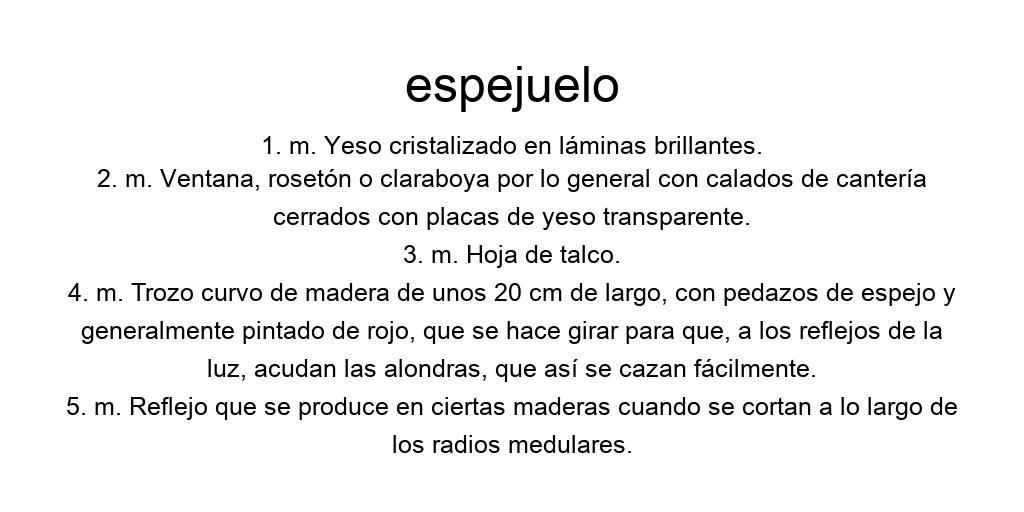 espejuelo
1. m. Yeso cristalizado en láminas brillantes.
2. m. Ventana, rosetón o claraboya por lo general con calados de cantería
cerrados con placas de yeso transparente.
3. m. Hoja de talco.
4. m. Trozo curvo de madera de unos 20 cm de largo, con pedazos de espejo y
generalmente pintado de rojo, que se hace girar para que, a los reflejos de la
luz, acudan las alondras, que así se cazan fácilmente.
5. m. Reflejo que se produce en ciertas maderas cuando se cortan a lo largo de
los radios medulares.